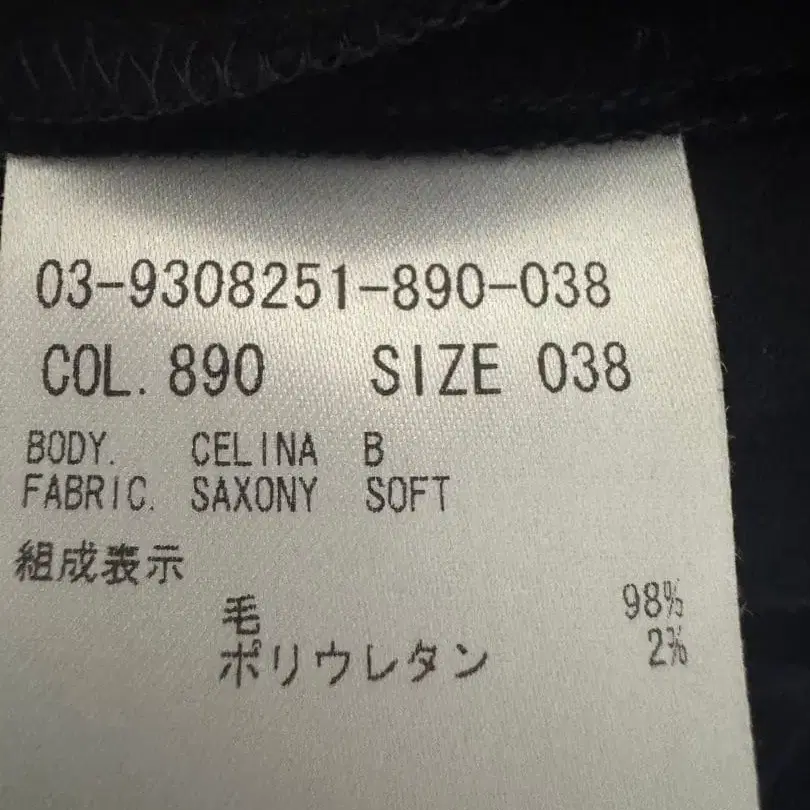 03-9308251-890-038
COL. 890 SIZE 038
BODY. CELINA B
FABRIC. SAXONY SOFT
組成表示
毛 98%
ポリウレタン 2%